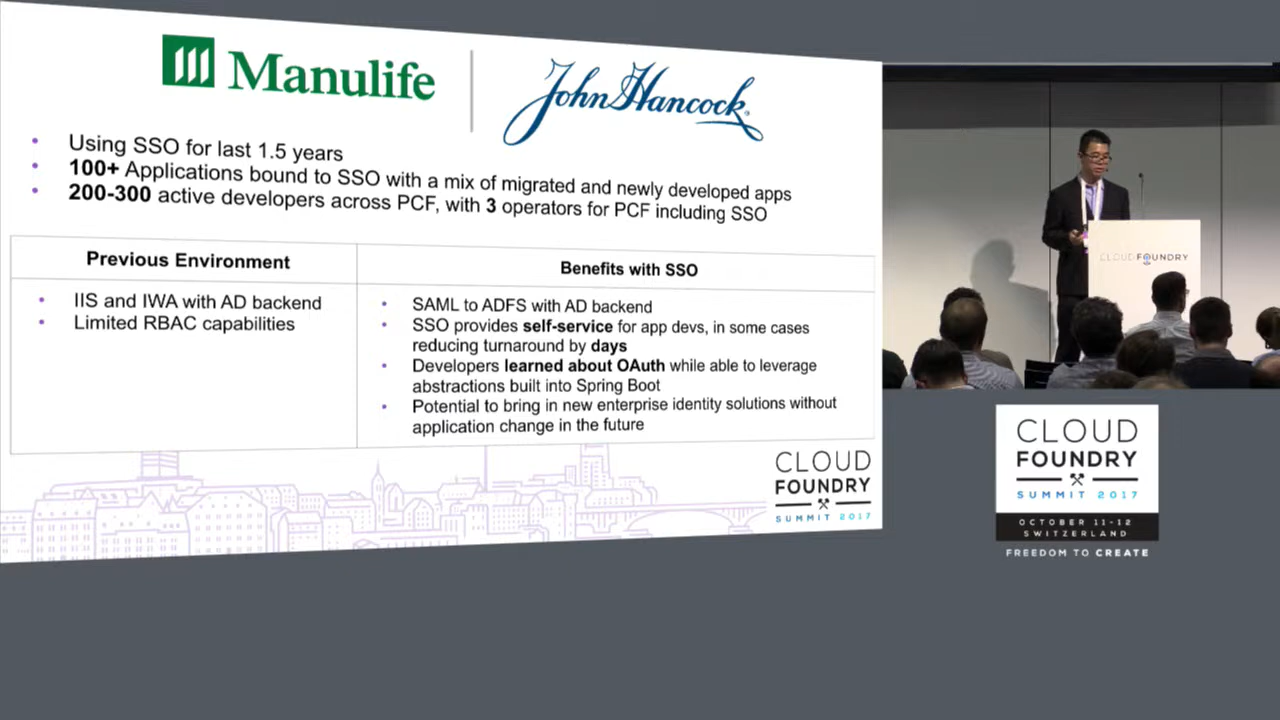 Manulife
John Hancock
• Using SSO for last 1.5 years
• 100+ Applications bound to SSO with a mix of migrated and newly developed apps
• 200-300 active developers across PCF, with 3 operators for PCF including SSO
Previous Environment
• IIS and IWA with AD backend
• Limited RBAC capabilities
Benefits with SSO
• SAML to ADFS with AD backend
• SSO provides self-service for app devs, in some cases
reducing turnaround by days
• Developers learned about OAuth while able to leverage
abstractions built into Spring Boot
• Potential to bring in new enterprise identity solutions without
application change in the future
CLOUD
FOUNDRY
SUMMIT 2017
CLOUD FOUNDRY
CLOUD
FOUNDRY
SUMMIT 2017
OCTOBER 11-12
SWITZERLAND
FREEDOM TO CREATE